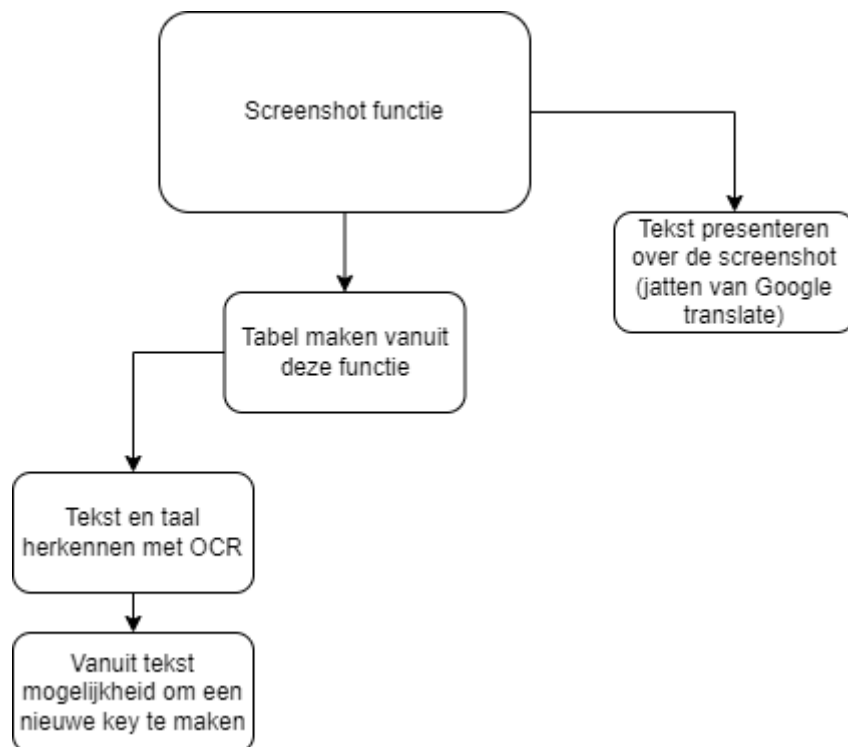 Screenshot functie
Tekst presenteren
over de screenshot
(jatten van Google
translate)
Tabel maken vanuit
deze functie
Tekst en taal
herkennen met OCR
Vanuit tekst
mogelijkheid om een
nieuwe key te maken